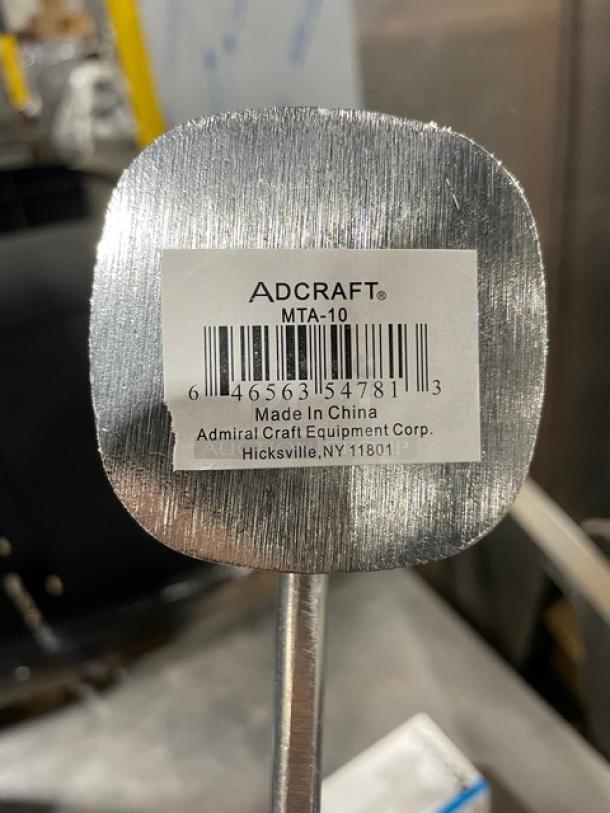 ADCRAFT®
MTA-10
6 46563 54781 3
Made In China
Admiral Craft Equipment Corp.
Hicksville,NY 11801